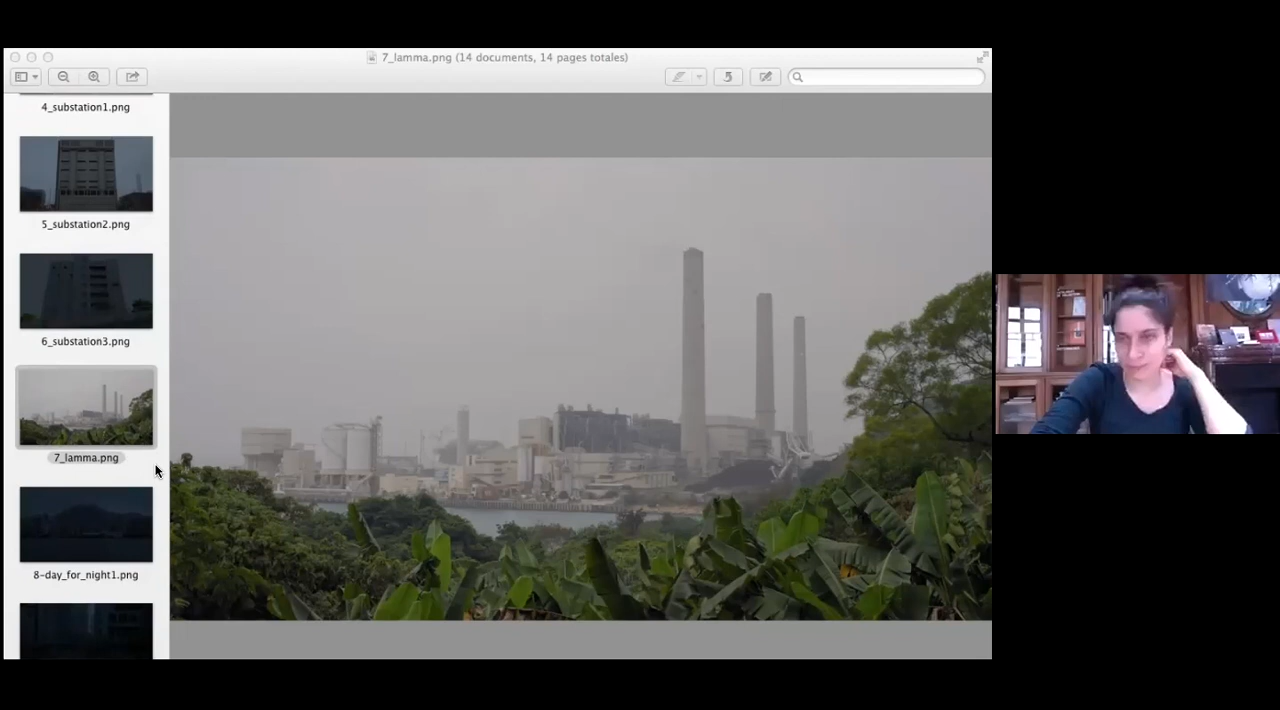 7_lamma.png (14 documents, 14 pages totales)
4_substation1.png
5_substation2.png
6_substation3.png
7_lamma.png
8-day_for_night1.png